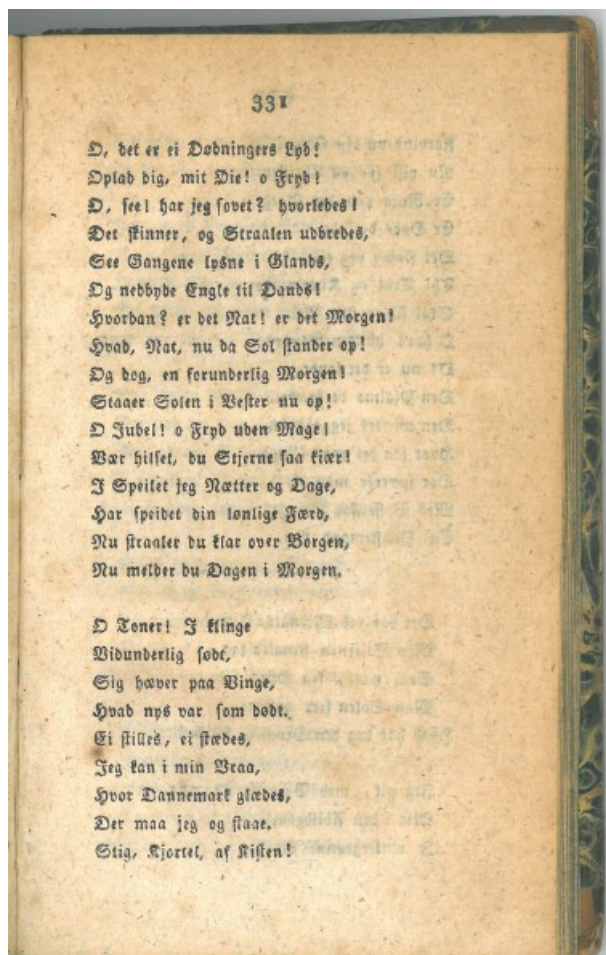 331
O, det er ei Dødningers Lyd!
Oplad dig, mit Øie! o Fryd!
O, see! har jeg sovet? hvorledes!
Det skinner, og Straalen udbredes,
See Gangene lysne i Glands,
Og nedbyde Engle til Dands!
Hvordan? er det Nat! er det Morgen!
Hvad, Nat, nu da Sol stander op!
Og dog, en forunderlig Morgen!
Staaer Solen i Vester nu op!
O Jubel! o Fryd uden Mage!
Vær hilset, du Stjerne saa kiær!
I Speilet jeg Nætter og Dage,
Har speidet din lønlige Færd,
Nu straaler du klar over Borgen,
Nu melder du Dagen i Morgen.
O Toner! I klinge
Vidunderlig sødt,
Sig hæver paa Vinge,
Hvad nys var som dødt.
Ei stilles, ei stædes,
Jeg kan i min Vraa,
Hvor Dannemark glædes,
Der maa jeg og staae.
Stig, Kjortel, af Kisten!